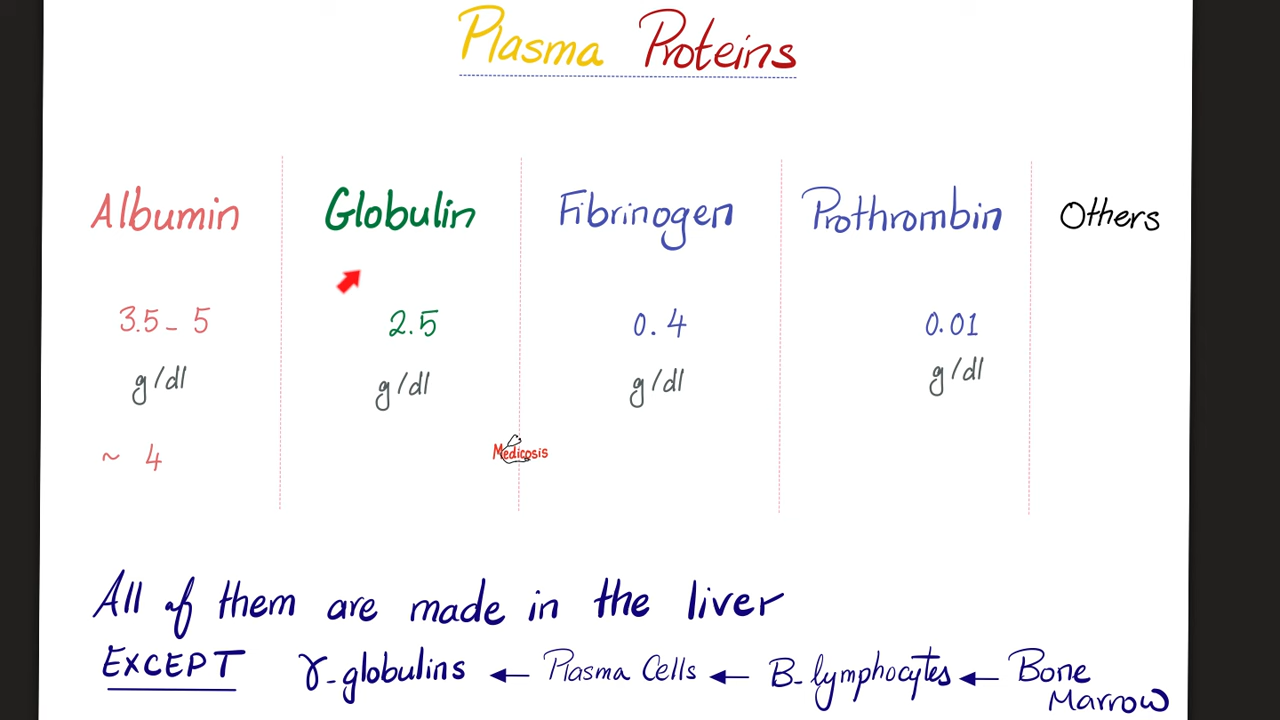 Plasma Proteins
Albumin Globulin Fibrinogen Prothrombin Others
3.5 - 5 2.5 0.4 0.01
g/dl g/dl g/dl g/dl
~ 4
Medicosis
All of them are made in the liver
EXCEPT γ-globulins ← Plasma Cells ← B-lymphocytes ← Bone
Marrow